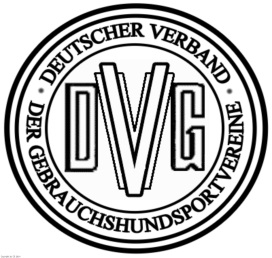 DEUTSCHER VERBAND
DVG
DER GEBRAUCHSHUNDSPORTVEREINE